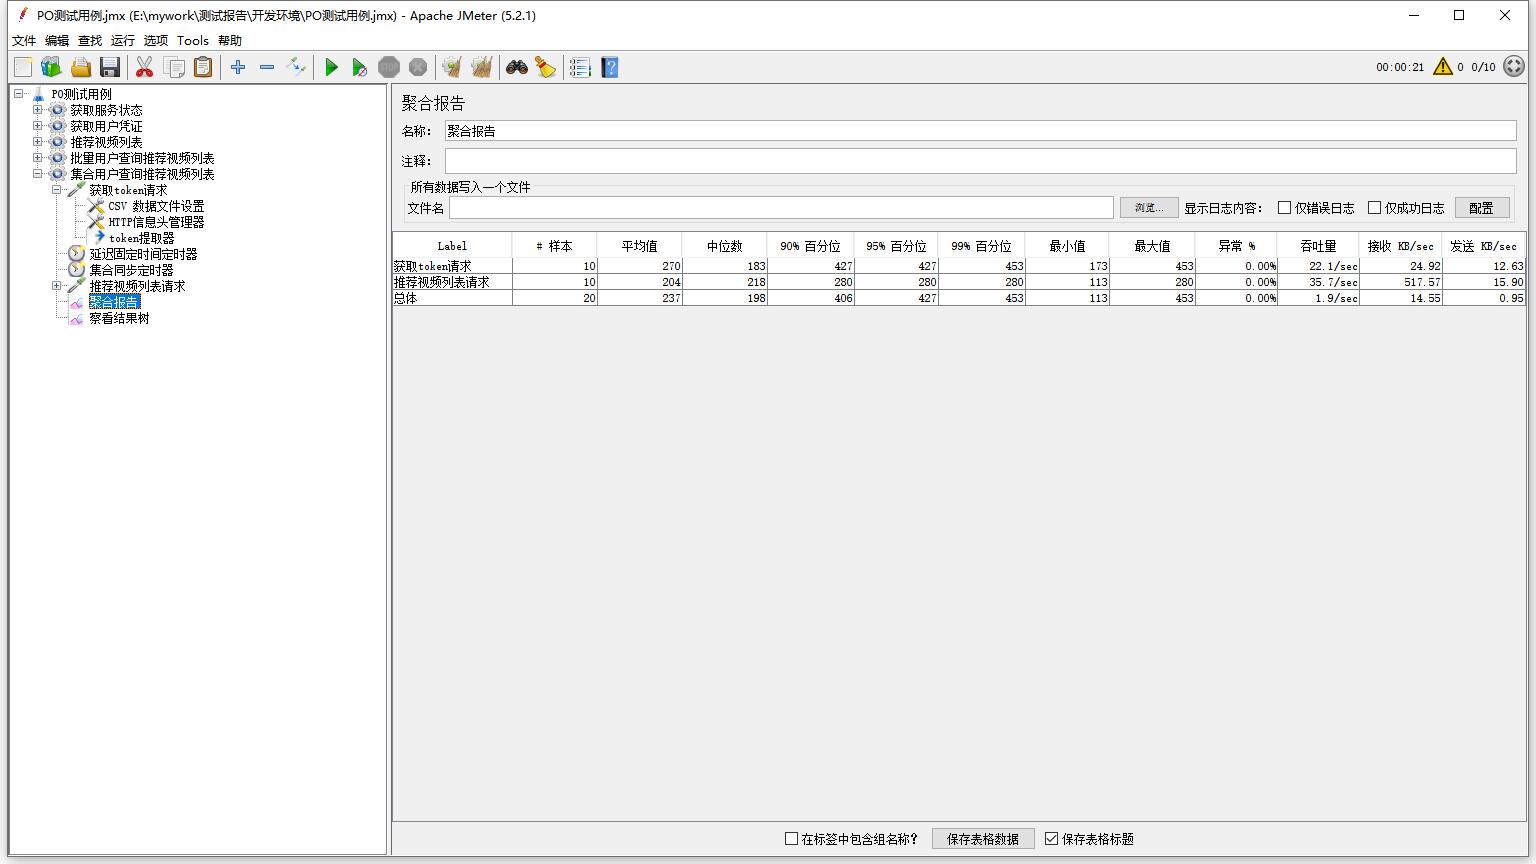 PO测试用例.jmx (E:\mywork\测试报告\开发环境\PO测试用例.jmx) - Apache JMeter (5.2.1)
文件 编辑 查找 运行 选项 Tools 帮助
STOP
?
00:00:21 0 0/10
PO测试用例
获取服务状态
获取用户凭证
推荐视频列表
批量用户查询推荐视频列表
集合用户查询推荐视频列表
获取token请求
CSV 数据文件设置
HTTP信息头管理器
token提取器
延迟固定时间定时器
集合同步定时器
推荐视频列表请求
聚合报告
察看结果树
聚合报告
名称： 聚合报告
注释：
所有数据写入一个文件
文件名 浏览... 显示日志内容： 仅错误日志 仅成功日志 配置
Label # 样本 平均值 中位数 90% 百分位 95% 百分位 99% 百分位 最小值 最大值 异常 % 吞吐量 接收 KB/sec 发送 KB/sec
获取token请求 10 270 183 427 427 453 173 453 0.00% 22.1/sec 24.92 12.63
推荐视频列表请求 10 204 218 280 280 280 113 280 0.00% 35.7/sec 517.57 15.90
总体 20 237 198 406 427 453 113 453 0.00% 1.9/sec 14.55 0.95
在标签中包含组名称？ 保存表格数据 保存表格标题